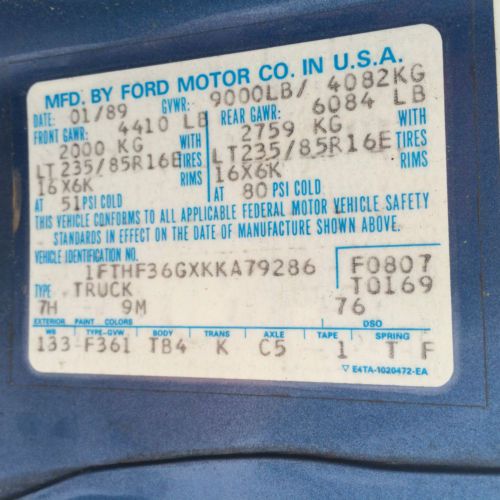 MFD. BY FORD MOTOR CO. IN U.S.A.
DATE: 01/89 GVWR: 9000LB/ 4082KG
FRONT GAWR: 4410 LB REAR GAWR: 6084 LB
2000 KG WITH 2759 KG WITH
LT235/85R16E TIRES LT235/85R16E TIRES
16X6K RIMS 16X6K RIMS
AT 51 PSI COLD AT 80 PSI COLD
THIS VEHICLE CONFORMS TO ALL APPLICABLE FEDERAL MOTOR VEHICLE SAFETY
STANDARDS IN EFFECT ON THE DATE OF MANUFACTURE SHOWN ABOVE.
VEHICLE IDENTIFICATION NO.
1FTHF36GXKKA79286 F0807
TYPE TRUCK T0169
7H 9M 76
EXTERIOR PAINT COLORS DSO
WB TYPE-GVW BODY TRANS AXLE TAPE SPRING
133 F361 TB4 K C5 1 T F
▽ E4TA-1020472-EA